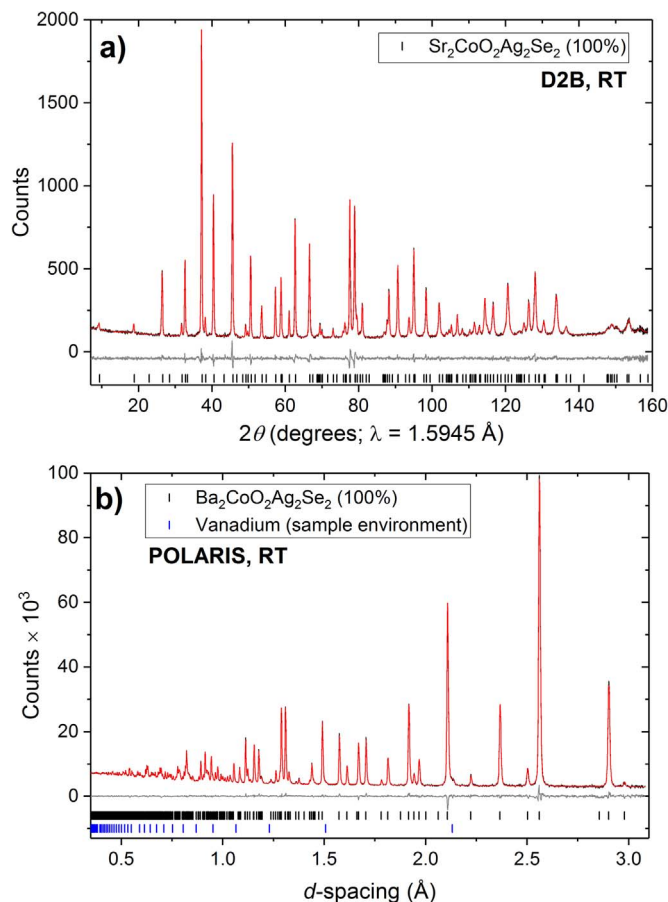 2000
a)
Sr₂CoO₂Ag₂Se₂ (100%)
D2B, RT
1500
Counts
1000
500
0
0 20 40 60 80 100 120 140 160
2θ (degrees; λ = 1.5945 Å)
100
b)
Ba₂CoO₂Ag₂Se₂ (100%)
Vanadium (sample environment)
POLARIS, RT
80
Counts × 10³
60
40
20
0
0.5 1.0 1.5 2.0 2.5 3.0
d-spacing (Å)